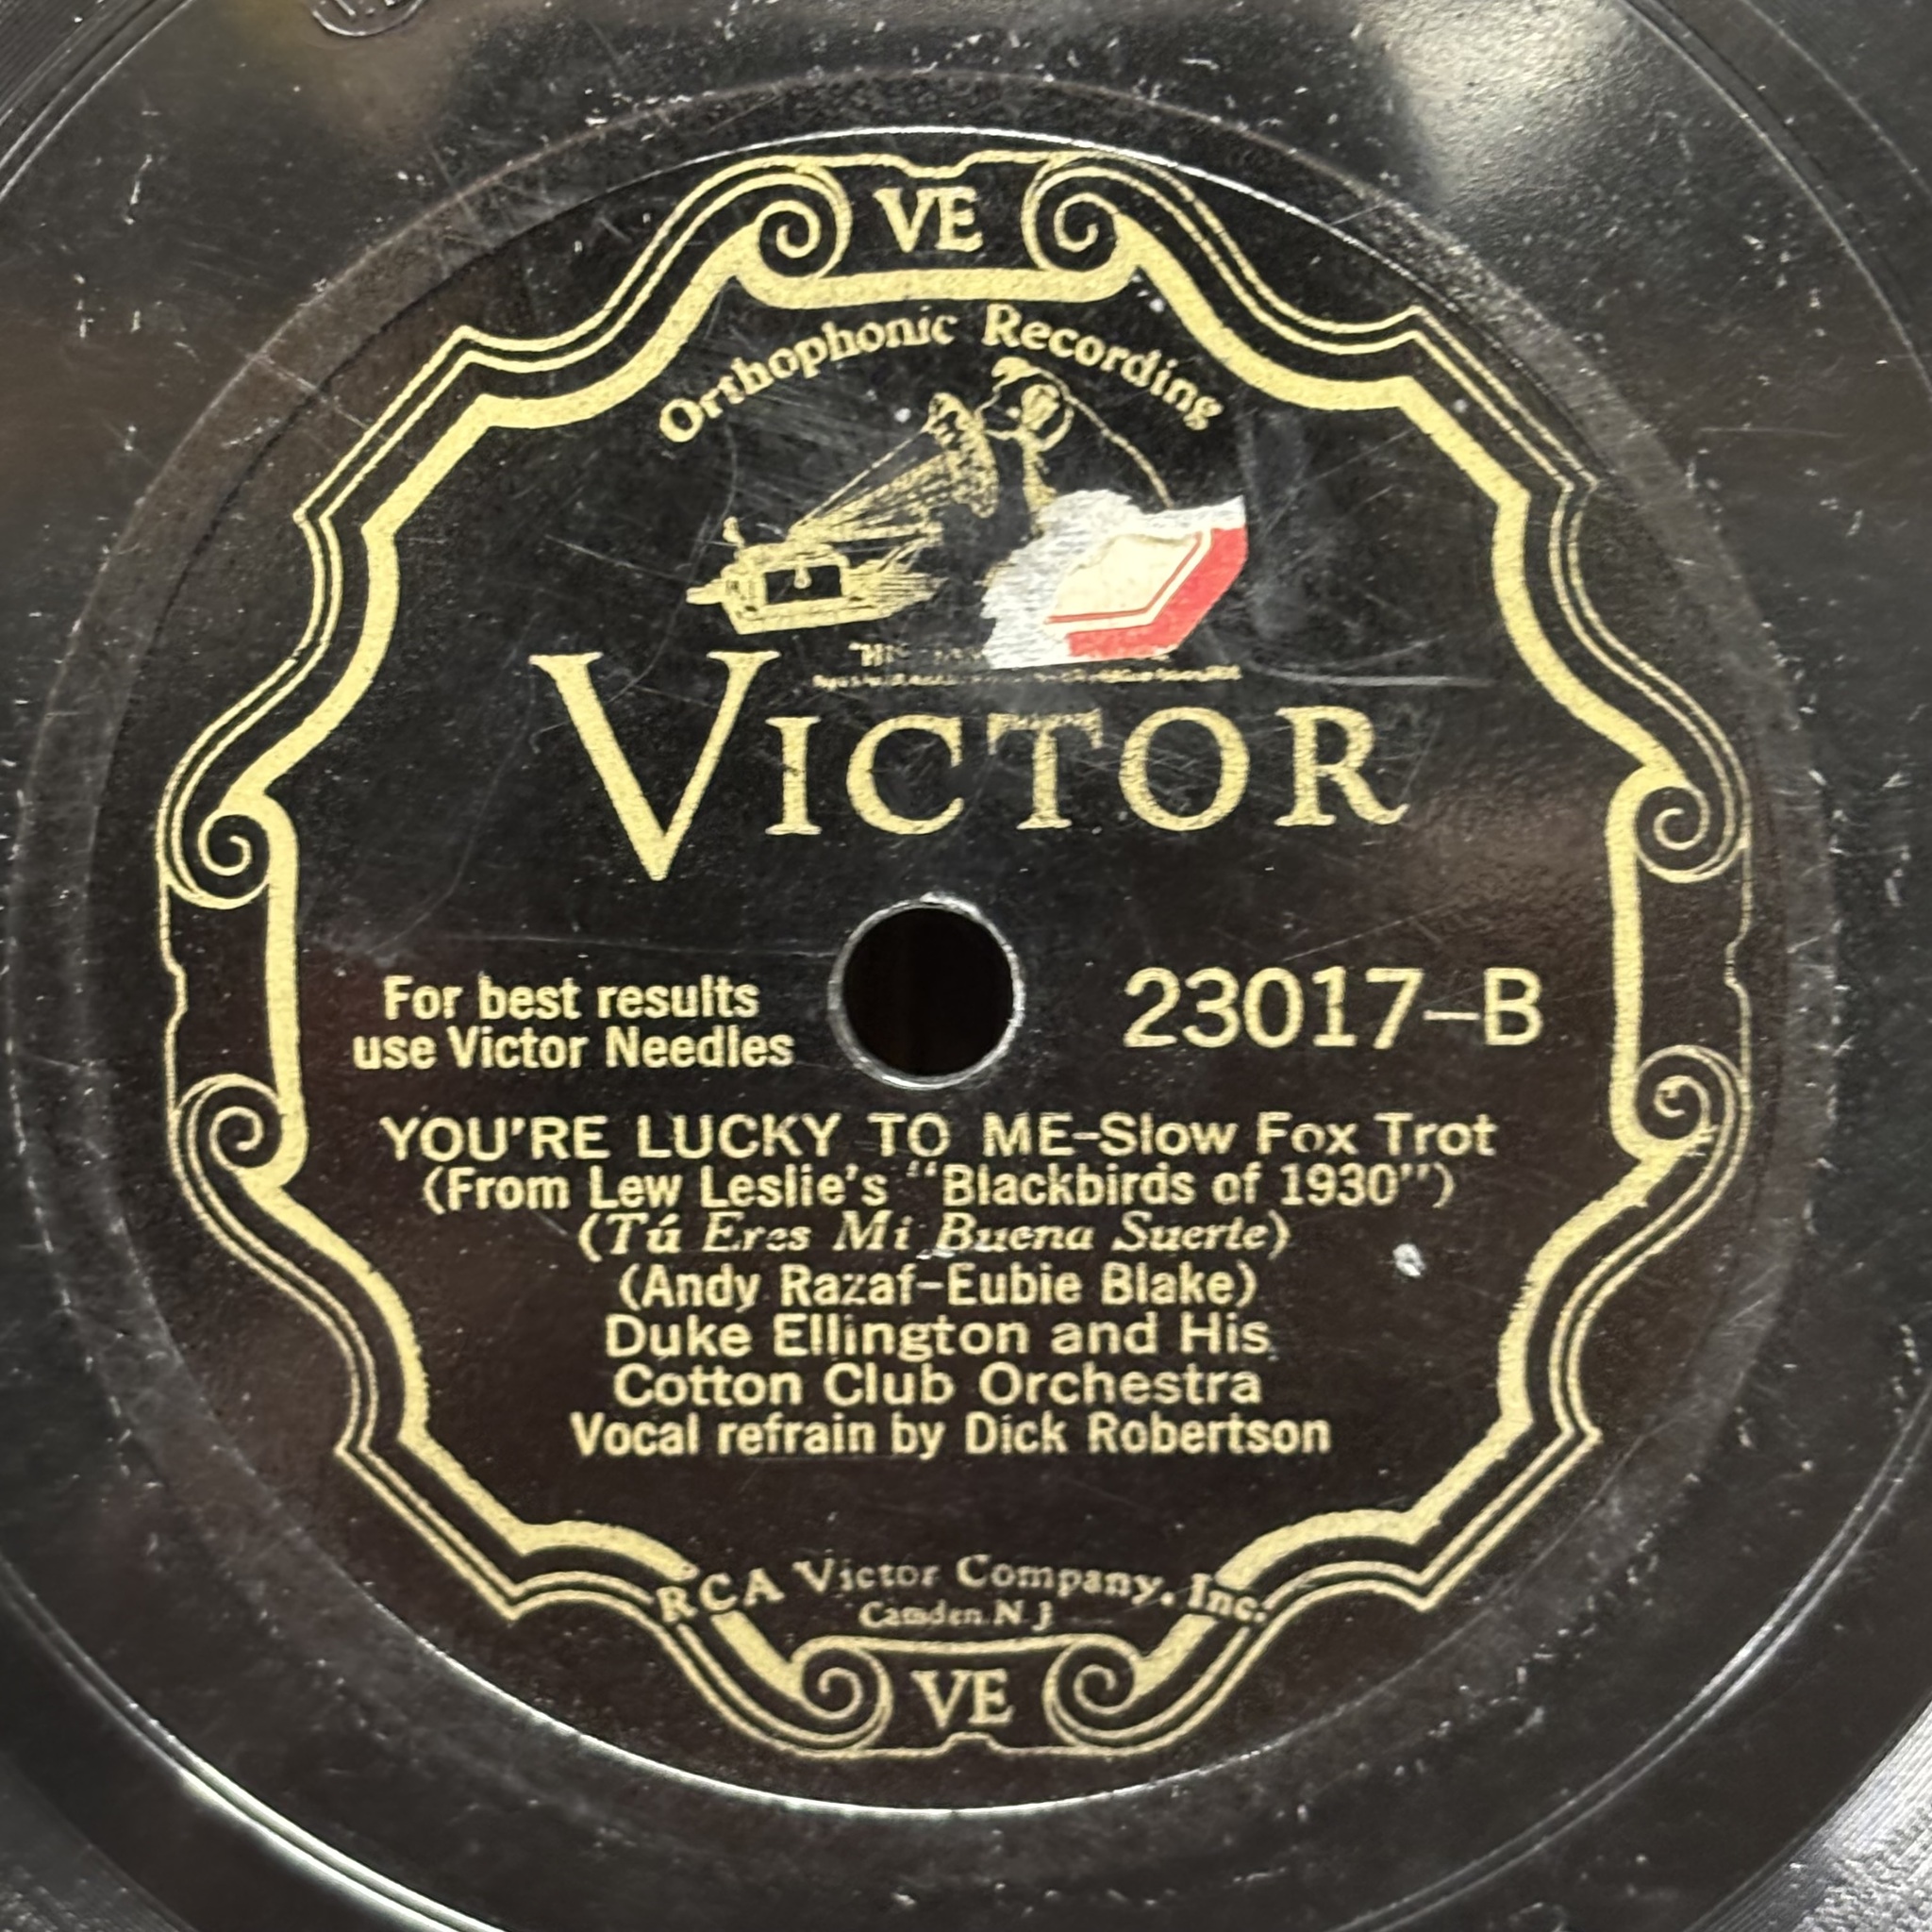 VE
Orthophonic Recording
"HIS
VICTOR
For best results
use Victor Needles
23017-B
YOU'RE LUCKY TO ME-Slow Fox Trot
(From Lew Leslie's "Blackbirds of 1930")
(Tú Eres Mi Buena Suerte)
(Andy Razaf-Eubie Blake)
Duke Ellington and His
Cotton Club Orchestra
Vocal refrain by Dick Robertson
RCA Victor Company, Inc.
Camden N J
VE